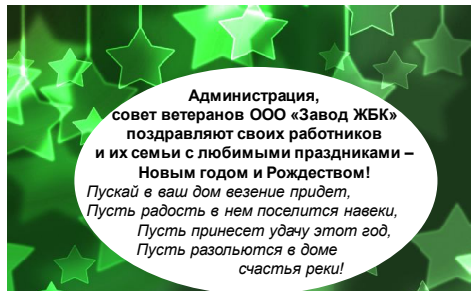 Администрация,
совет ветеранов ООО «Завод ЖБК»
поздравляют своих работников
и их семьи с любимыми праздниками –
Новым годом и Рождеством!
Пускай в ваш дом везение придет,
Пусть радость в нем поселится навеки,
Пусть принесет удачу этот год,
Пусть разольются в доме
счастья реки!